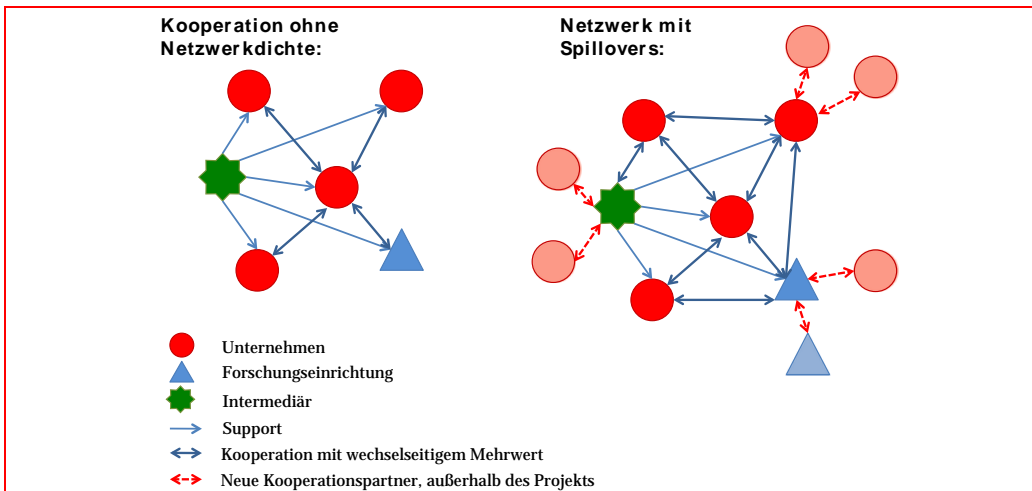 Kooperation ohne
Netzwerkdichte:
Netzwerk mit
Spillovers:
Unternehmen
Forschungseinrichtung
Intermediär
Support
Kooperation mit wechselseitigem Mehrwert
Neue Kooperationspartner, außerhalb des Projekts